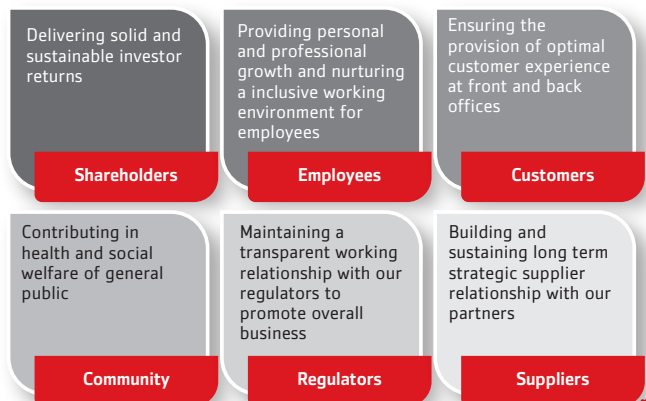 Delivering solid and
sustainable investor
returns
Shareholders
Providing personal
and professional
growth and nurturing
a inclusive working
environment for
employees
Employees
Ensuring the
provision of optimal
customer experience
at front and back
offices
Customers
Contributing in
health and social
welfare of general
public
Community
Maintaining a
transparent working
relationship with our
regulators to
promote overall
business
Regulators
Building and
sustaining long term
strategic supplier
relationship with our
partners
Suppliers